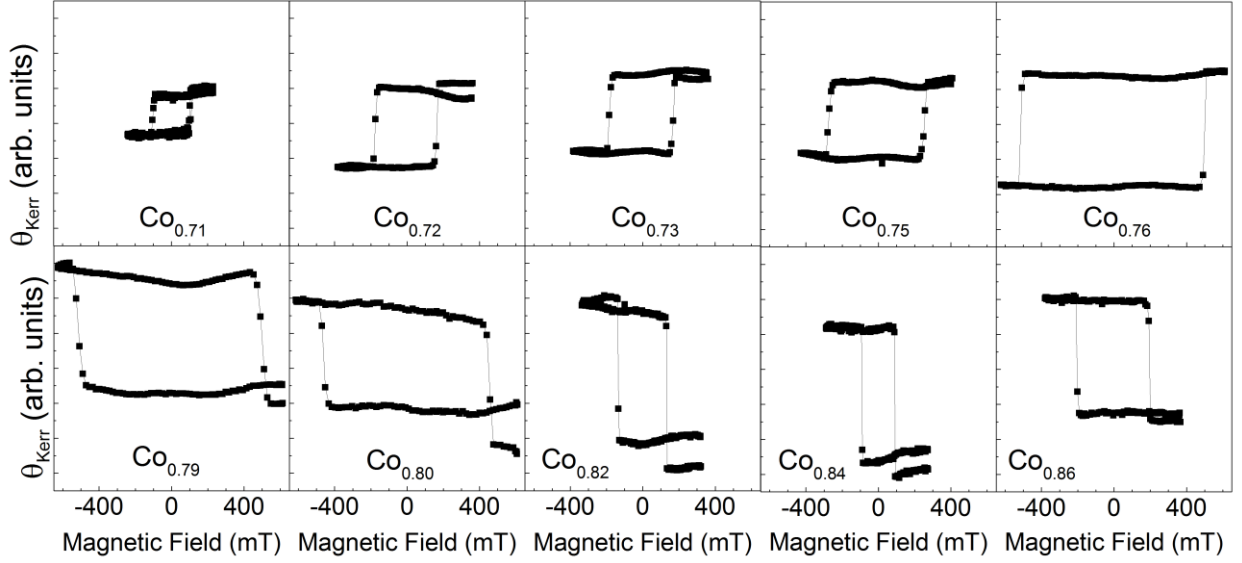 θKerr (arb. units)
Co0.71
Co0.72
Co0.73
Co0.75
Co0.76
θKerr (arb. units)
Co0.79
Co0.80
Co0.82
Co0.84
Co0.86
-400 0 400 -400 0 400 -400 0 400 -400 0 400 -400 0 400
Magnetic Field (mT) Magnetic Field (mT) Magnetic Field (mT) Magnetic Field (mT) Magnetic Field (mT)